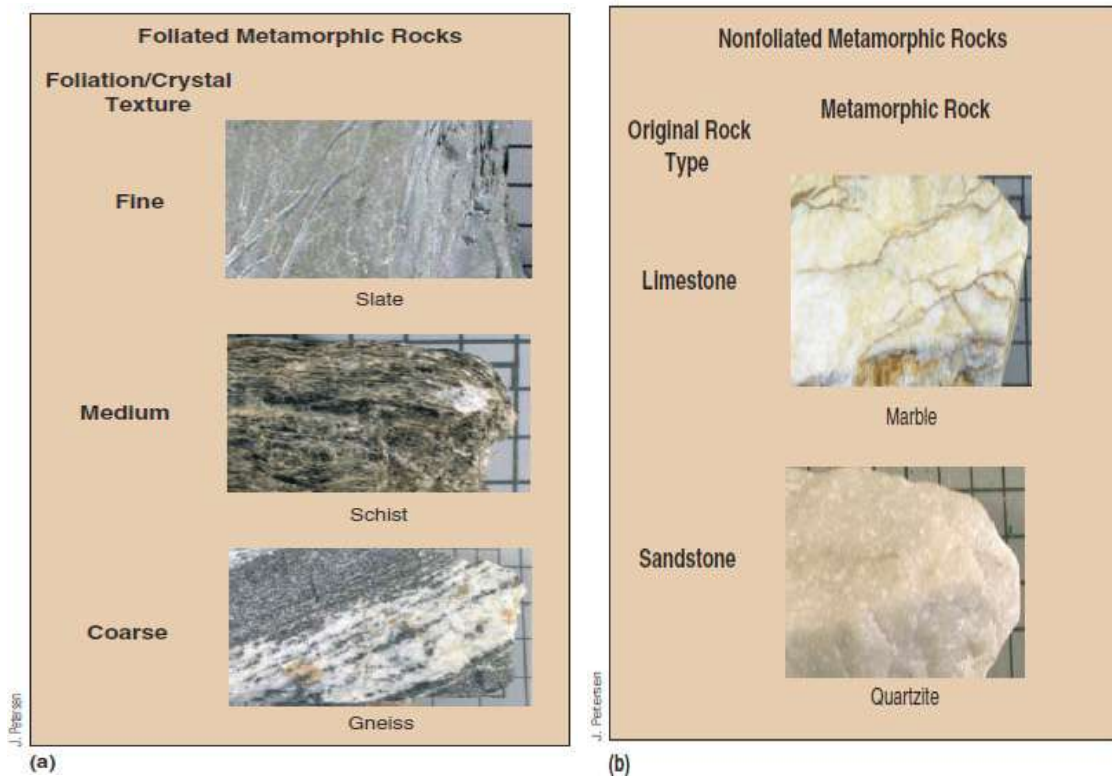 Foliated Metamorphic Rocks
Foliation/Crystal
Texture
Fine
Slate
Medium
Schist
Coarse
Gneiss
J. Petersen
(a)
Nonfoliated Metamorphic Rocks
Metamorphic Rock
Original Rock
Type
Limestone
Marble
Sandstone
Quartzite
J. Petersen
(b)